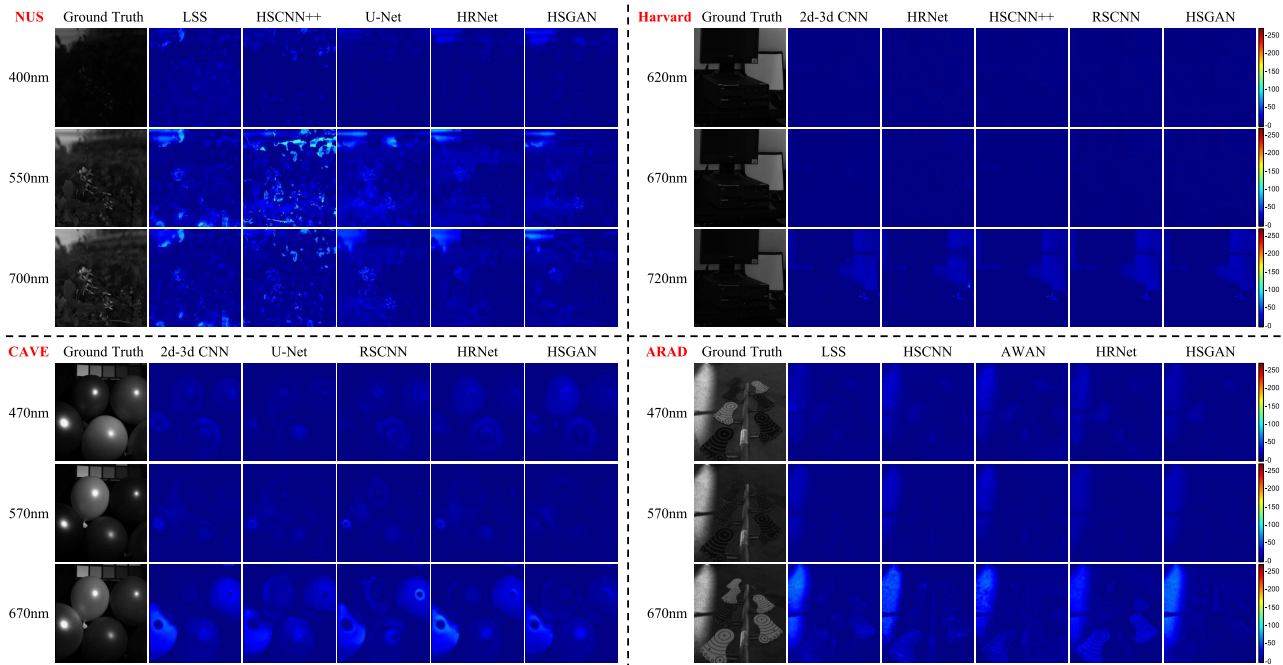 NUS Ground Truth LSS HSCNN++ U-Net HRNet HSGAN
400nm
550nm
700nm
Harvard Ground Truth 2d-3d CNN HRNet HSCNN++ RSCNN HSGAN
620nm
-250
-200
-150
-100
-50
-0
670nm
-250
-200
-150
-100
-50
-0
720nm
-250
-200
-150
-100
-50
-0
CAVE Ground Truth 2d-3d CNN U-Net RSCNN HRNet HSGAN
470nm
570nm
670nm
ARAD Ground Truth LSS HSCNN AWAN HRNet HSGAN
470nm
-250
-200
-150
-100
-50
-0
570nm
-250
-200
-150
-100
-50
-0
670nm
-250
-200
-150
-100
-50
-0